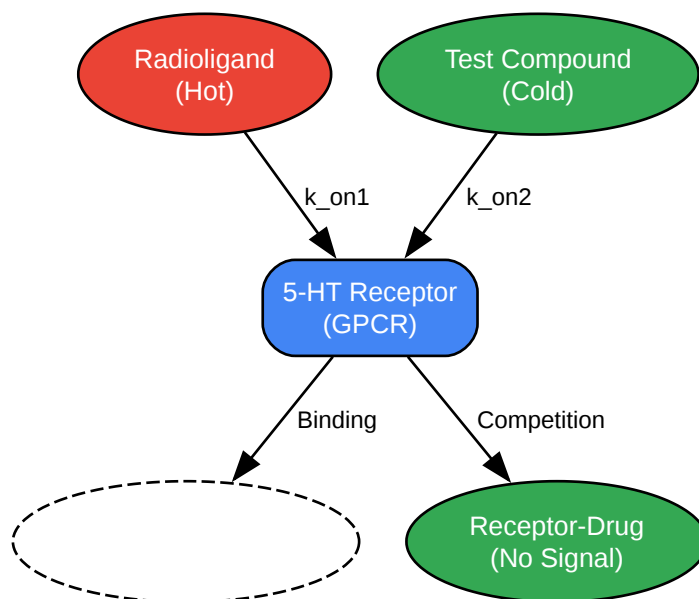 Radioligand
(Hot)
Test Compound
(Cold)
k_on1
k_on2
5-HT Receptor
(GPCR)
Binding
Competition
Receptor-Drug
(No Signal)